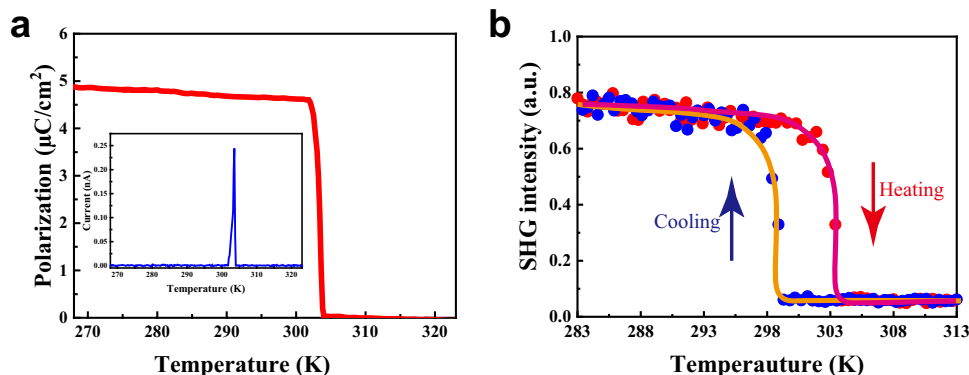 a
6
5
4
3
2
1
0
Polarization (μC/cm²)
270 280 290 300 310 320
Temperature (K)
0.25
0.20
0.15
0.10
0.05
0.00
Current (nA)
270 280 290 300 310 320
Temperature (K)
b
1.0
0.8
0.6
0.4
0.2
0.0
SHG intensity (a.u.)
Cooling
Heating
283 288 293 298 303 308 313
Temperauture (K)